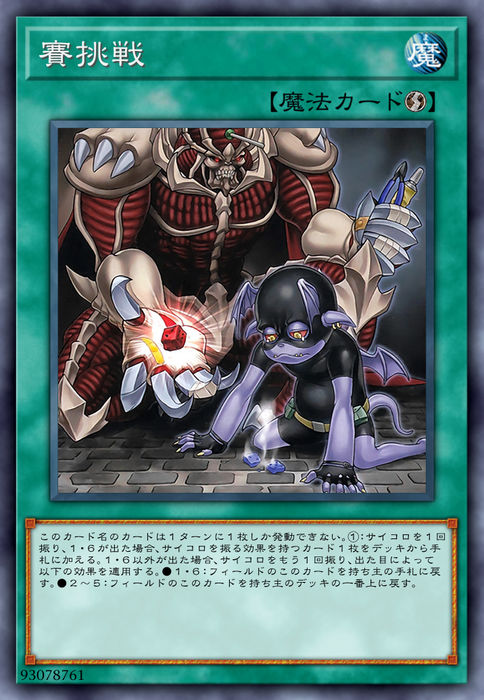 賽挑戦
魔
【魔法カード】
このカード名のカードは1ターンに1枚しか発動できない。①:サイコロを1回
振り、1・6が出た場合、サイコロを振る効果を持つカード1枚をデッキから手
札に加える。1・6以外が出た場合、サイコロをもう1回振り、出た目によって
以下の効果を適用する。●1・6:フィールドのこのカードを持ち主の手札に戻
す。●2～5:フィールドのこのカードを持ち主のデッキの一番上に戻す。
93078761